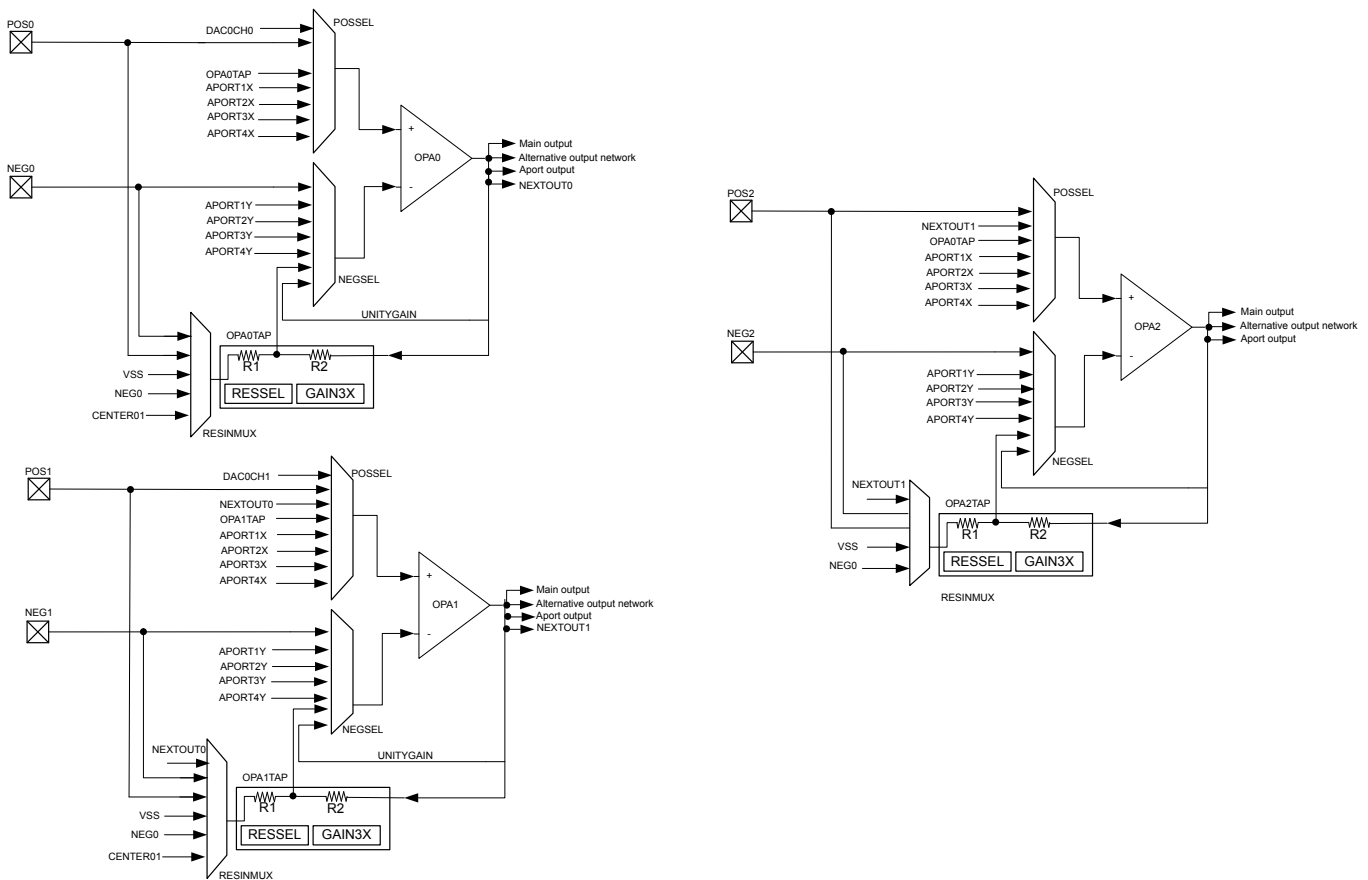 POS0
DAC0CH0
POSSEL
OPA0TAP
APORT1X
APORT2X
APORT3X
APORT4X
+
OPA0
-
Main output
Alternative output network
Aport output
NEXTOUT0
NEG0
APORT1Y
APORT2Y
APORT3Y
APORT4Y
NEGSEL
UNITYGAIN
OPA0TAP
R1
R2
RESSEL
GAIN3X
VSS
NEG0
CENTER01
RESINMUX
POS1
DAC0CH1
POSSEL
NEXTOUT0
OPA1TAP
APORT1X
APORT2X
APORT3X
APORT4X
+
OPA1
-
Main output
Alternative output network
Aport output
NEXTOUT1
NEG1
APORT1Y
APORT2Y
APORT3Y
APORT4Y
NEGSEL
UNITYGAIN
NEXTOUT0
OPA1TAP
R1
R2
RESSEL
GAIN3X
VSS
NEG0
CENTER01
RESINMUX
POS2
POSSEL
NEXTOUT1
OPA0TAP
APORT1X
APORT2X
APORT3X
APORT4X
+
OPA2
-
Main output
Alternative output network
Aport output
NEG2
APORT1Y
APORT2Y
APORT3Y
APORT4Y
NEGSEL
NEXTOUT1
OPA2TAP
R1
R2
RESSEL
GAIN3X
VSS
NEG0
RESINMUX